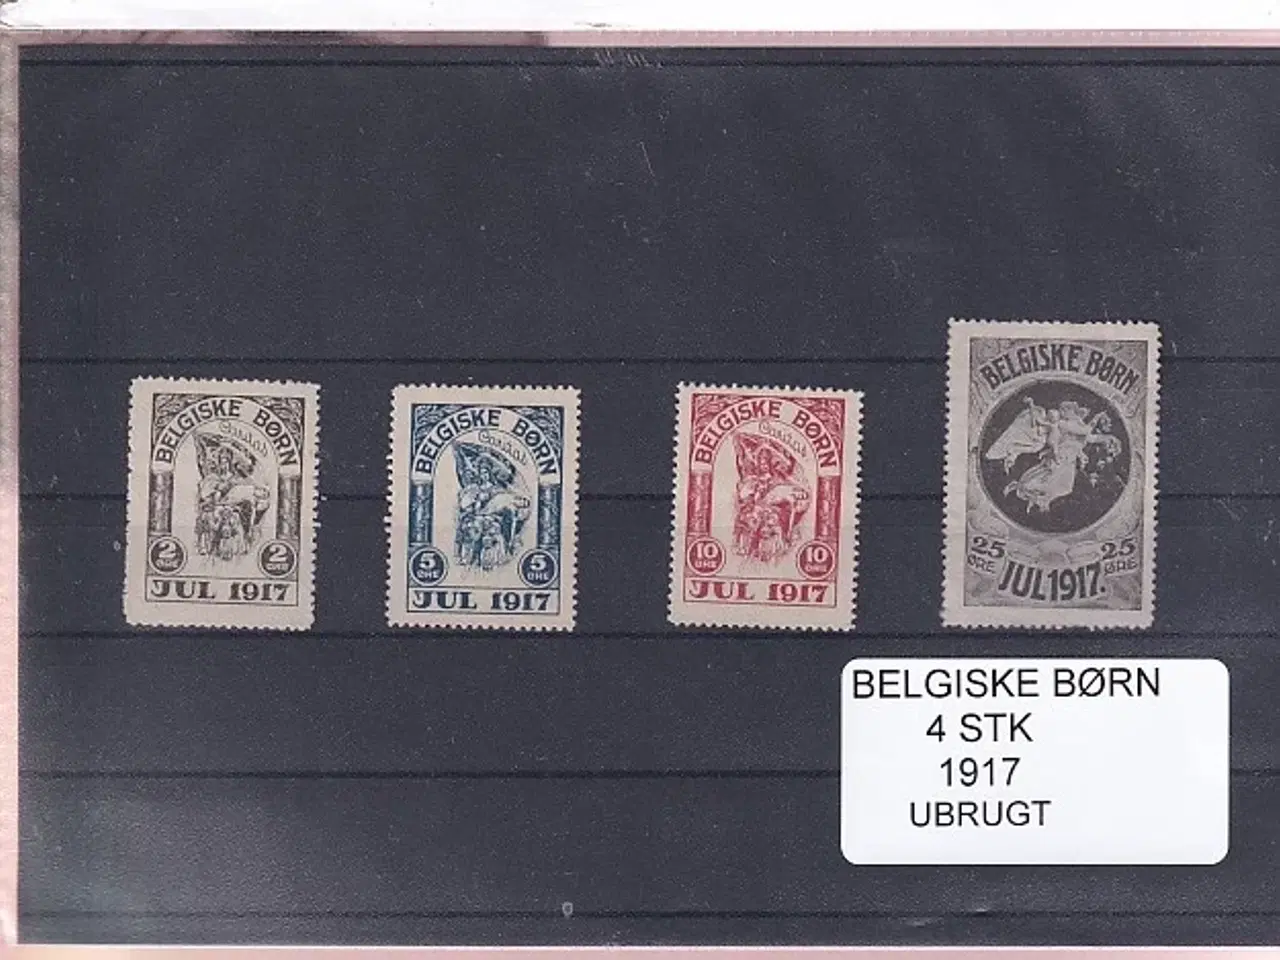 BELGISKE BØRN
2 ØRE
2 ØRE
JUL 1917
BELGISKE BØRN
5 ØRE
5 ØRE
JUL 1917
BELGISKE BØRN
10 ØRE
10 ØRE
JUL 1917
BELGISKE BØRN
25 ØRE
25 ØRE
JUL 1917.
BELGISKE BØRN
4 STK
1917
UBRUGT